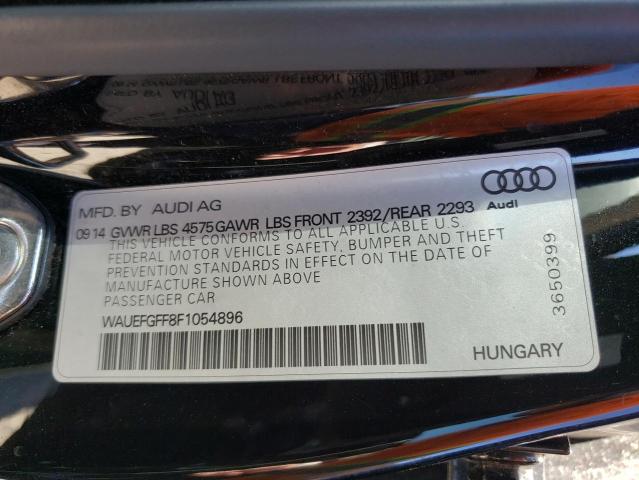 MFD. BY AUDI AG
Audi
09 14 GVWR LBS 4575 GAWR LBS FRONT 2392/REAR 2293
THIS VEHICLE CONFORMS TO ALL APPLICABLE U.S.
FEDERAL MOTOR VEHICLE SAFETY, BUMPER AND THEFT
PREVENTION STANDARDS IN EFFECT ON THE DATE OF
MANUFACTURE SHOWN ABOVE
PASSENGER CAR
WAUEFGFF8F1054896
HUNGARY
3650399